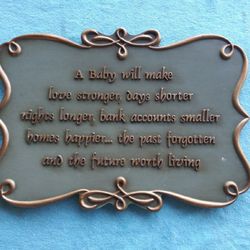 A Baby will make
love stronger, days shorter
nights longer, bank accounts smaller
homes happier... the past forgotten
and the future worth living